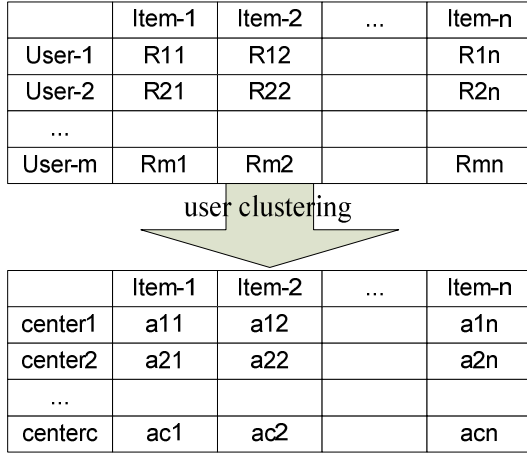 Item-1 Item-2 ... Item-n
User-1 R11 R12 R1n
User-2 R21 R22 R2n
...
User-m Rm1 Rm2 Rmn
user clustering
Item-1 Item-2 ... Item-n
center1 a11 a12 a1n
center2 a21 a22 a2n
...
centerc ac1 ac2 acn